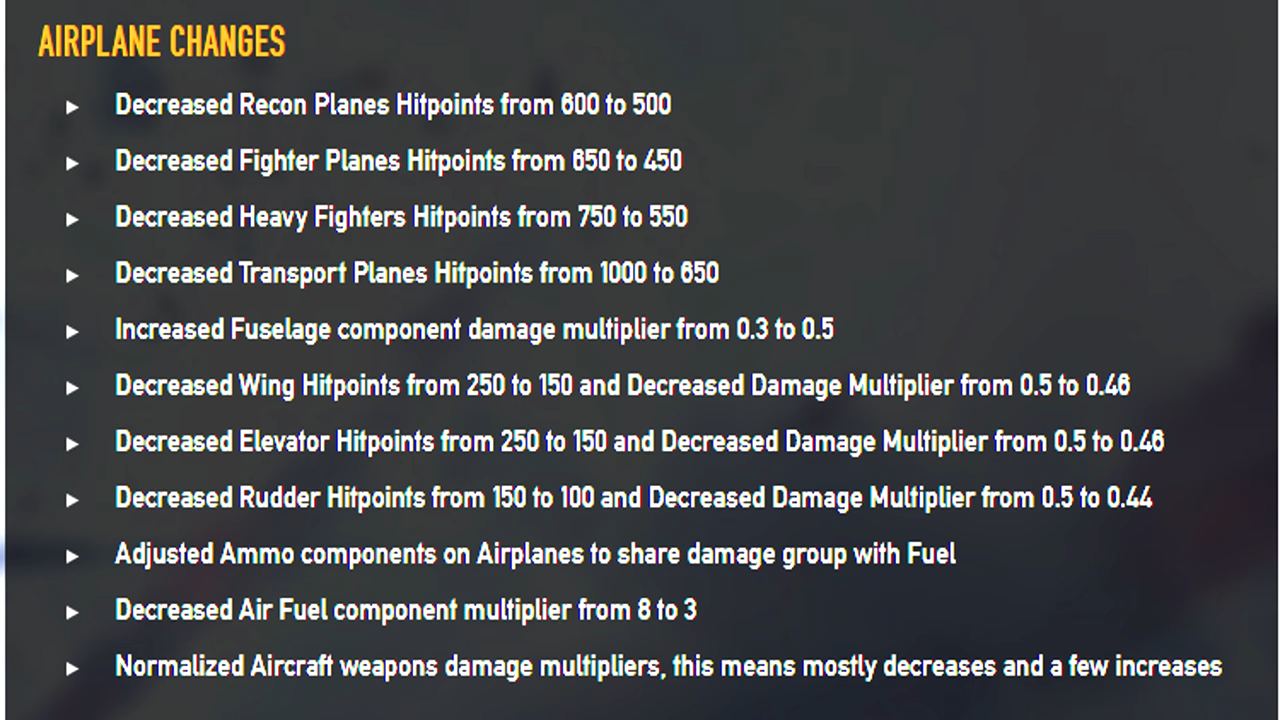 AIRPLANE CHANGES
Decreased Recon Planes Hitpoints from 600 to 500
Decreased Fighter Planes Hitpoints from 650 to 450
Decreased Heavy Fighters Hitpoints from 750 to 550
Decreased Transport Planes Hitpoints from 1000 to 650
Increased Fuselage component damage multiplier from 0.3 to 0.5
Decreased Wing Hitpoints from 250 to 150 and Decreased Damage Multiplier from 0.5 to 0.46
Decreased Elevator Hitpoints from 250 to 150 and Decreased Damage Multiplier from 0.5 to 0.46
Decreased Rudder Hitpoints from 150 to 100 and Decreased Damage Multiplier from 0.5 to 0.44
Adjusted Ammo components on Airplanes to share damage group with Fuel
Decreased Air Fuel component multiplier from 8 to 3
Normalized Aircraft weapons damage multipliers, this means mostly decreases and a few increases